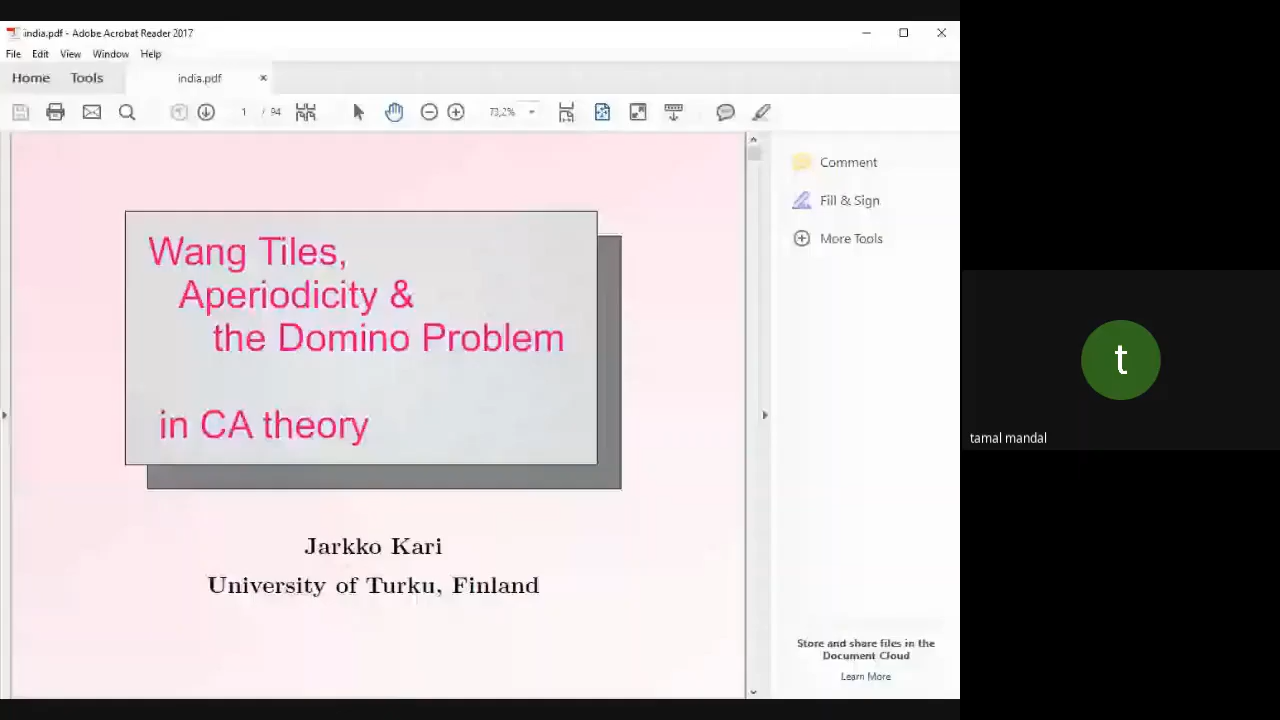 india.pdf - Adobe Acrobat Reader 2017
File Edit View Window Help
Home Tools india.pdf
1 / 94 73,2%
Wang Tiles,
Aperiodicity &
the Domino Problem
in CA theory
Jarkko Kari
University of Turku, Finland
Comment
Fill & Sign
More Tools
Store and share files in the
Document Cloud
Learn More
t
tamal mandal